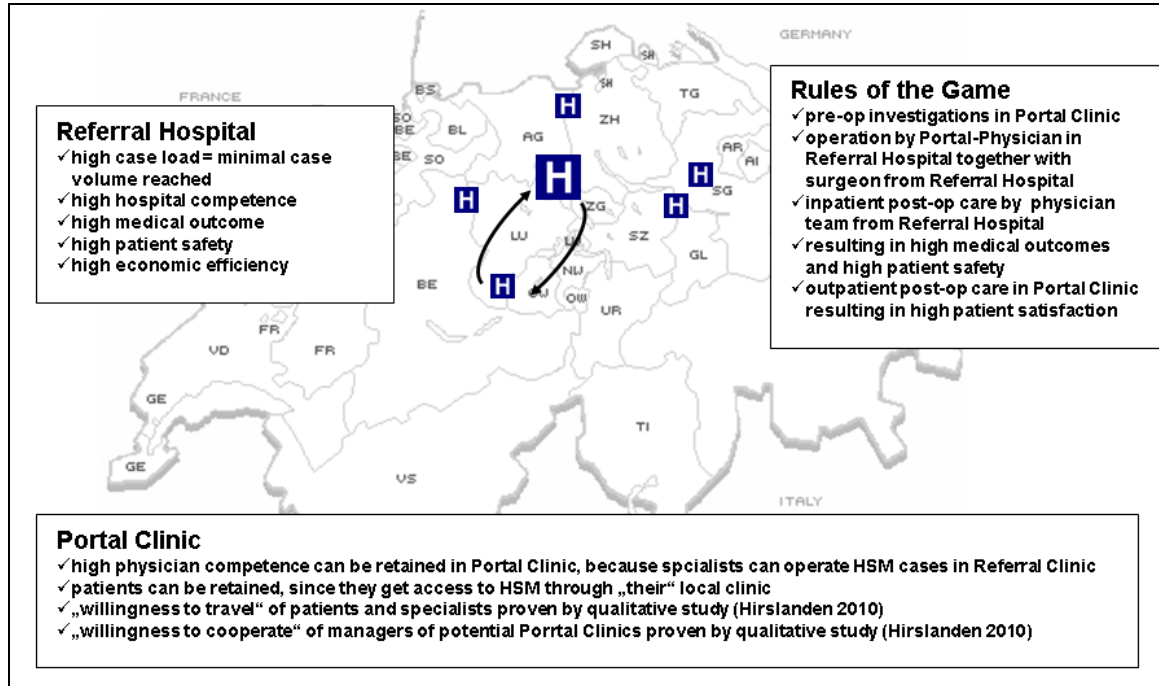 GERMANY
FRANCE
ITALY
SH
SH
SH
BS
SO
BE
BL
BE
SO
AG
ZH
TG
AR
AI
SG
ZG
LU
LU
SZ
GL
NW
OW
OW
UR
BE
FR
FR
VD
GE
GE
VS
TI
H
H
H
H
H
H
Referral Hospital
✓high case load = minimal case
volume reached
✓high hospital competence
✓high medical outcome
✓high patient safety
✓high economic efficiency
Rules of the Game
✓pre-op investigations in Portal Clinic
✓operation by Portal-Physician in
Referral Hospital together with
surgeon from Referral Hospital
✓inpatient post-op care by physician
team from Referral Hospital
✓resulting in high medical outcomes
and high patient safety
✓outpatient post-op care in Portal Clinic
resulting in high patient satisfaction
Portal Clinic
✓high physician competence can be retained in Portal Clinic, because spcialists can operate HSM cases in Referral Clinic
✓patients can be retained, since they get access to HSM through „their“ local clinic
✓„willingness to travel“ of patients and specialists proven by qualitative study (Hirslanden 2010)
✓„willingness to cooperate“ of managers of potential Porrtal Clinics proven by qualitative study (Hirslanden 2010)